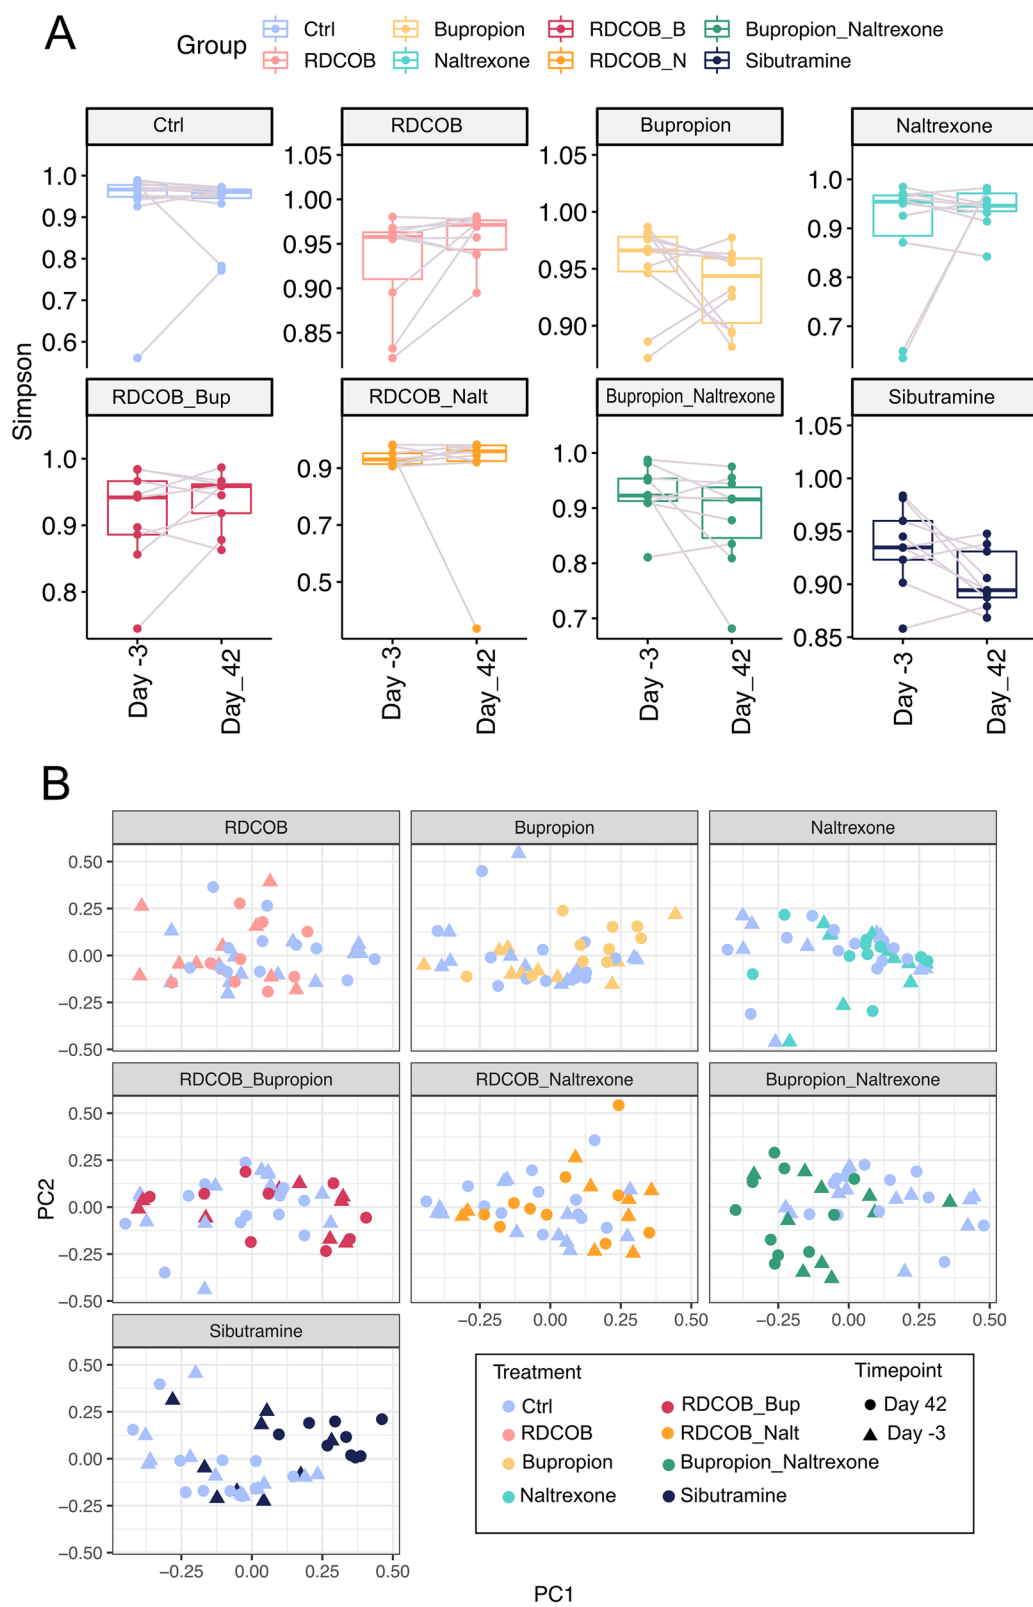 A
Group
Ctrl
Bupropion
RDCOB_B
Bupropion_Naltrexone
RDCOB
Naltrexone
RDCOB_N
Sibutramine
Ctrl
RDCOB
Bupropion
Naltrexone
1.0
0.9
0.8
0.7
0.6
1.05
1.00
0.95
0.90
0.85
1.05
1.00
0.95
0.90
1.0
0.9
0.8
0.7
Simpson
RDCOB_Bup
RDCOB_Nalt
Bupropion_Naltrexone
Sibutramine
1.0
0.9
0.8
0.9
0.7
0.5
1.0
0.9
0.8
0.7
1.05
1.00
0.95
0.90
0.85
Day -3
Day_42
Day -3
Day_42
Day -3
Day_42
Day -3
Day_42
B
RDCOB
Bupropion
Naltrexone
0.50
0.25
0.00
−0.25
−0.50
RDCOB_Bupropion
RDCOB_Naltrexone
Bupropion_Naltrexone
0.50
0.25
0.00
−0.25
−0.50
PC2
−0.25 0.00 0.25 0.50
−0.25 0.00 0.25 0.50
Sibutramine
0.50
0.25
0.00
−0.25
−0.50
−0.25 0.00 0.25 0.50
Treatment
Ctrl
RDCOB
Bupropion
Naltrexone
RDCOB_Bup
RDCOB_Nalt
Bupropion_Naltrexone
Sibutramine
Timepoint
Day 42
Day -3
PC1